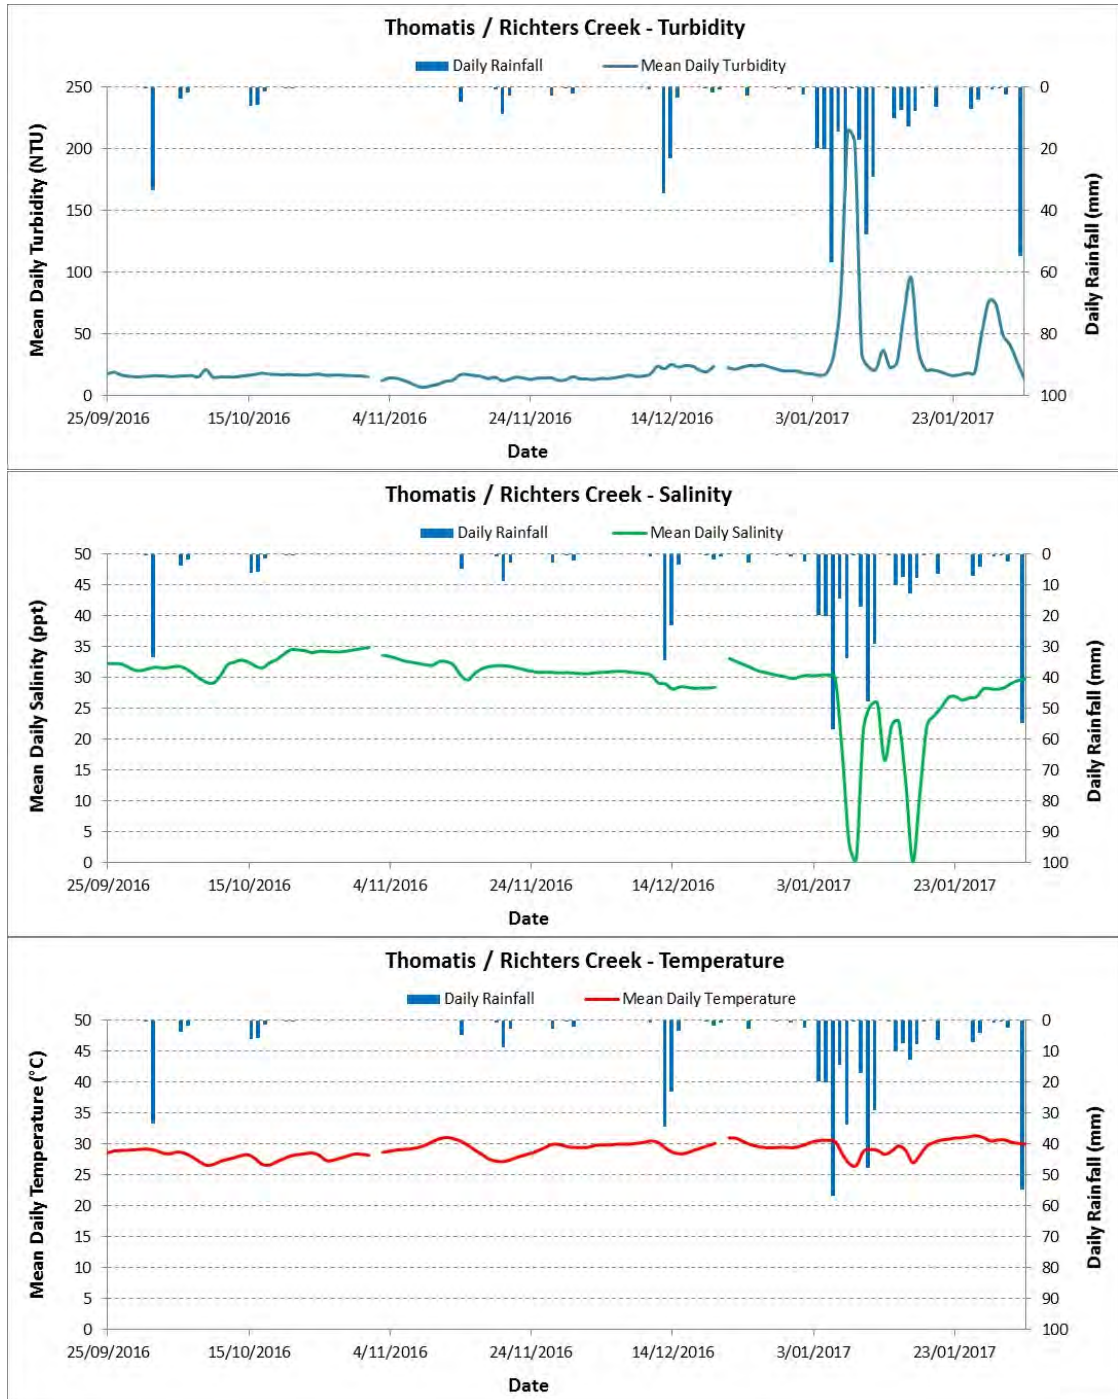 Thomatis / Richters Creek - Turbidity
Daily Rainfall Mean Daily Turbidity
250 0
200 20
150 40
100 60
50 80
0 100
Mean Daily Turbidity (NTU)
Daily Rainfall (mm)
25/09/2016 15/10/2016 4/11/2016 24/11/2016 14/12/2016 3/01/2017 23/01/2017
Date
Thomatis / Richters Creek - Salinity
Daily Rainfall Mean Daily Salinity
50 0
45 10
40 20
35 30
30 40
25 50
20 60
15 70
10 80
5 90
0 100
Mean Daily Salinity (ppt)
Daily Rainfall (mm)
25/09/2016 15/10/2016 4/11/2016 24/11/2016 14/12/2016 3/01/2017 23/01/2017
Date
Thomatis / Richters Creek - Temperature
Daily Rainfall Mean Daily Temperature
50 0
45 10
40 20
35 30
30 40
25 50
20 60
15 70
10 80
5 90
0 100
Mean Daily Temperature (°C)
Daily Rainfall (mm)
25/09/2016 15/10/2016 4/11/2016 24/11/2016 14/12/2016 3/01/2017 23/01/2017
Date